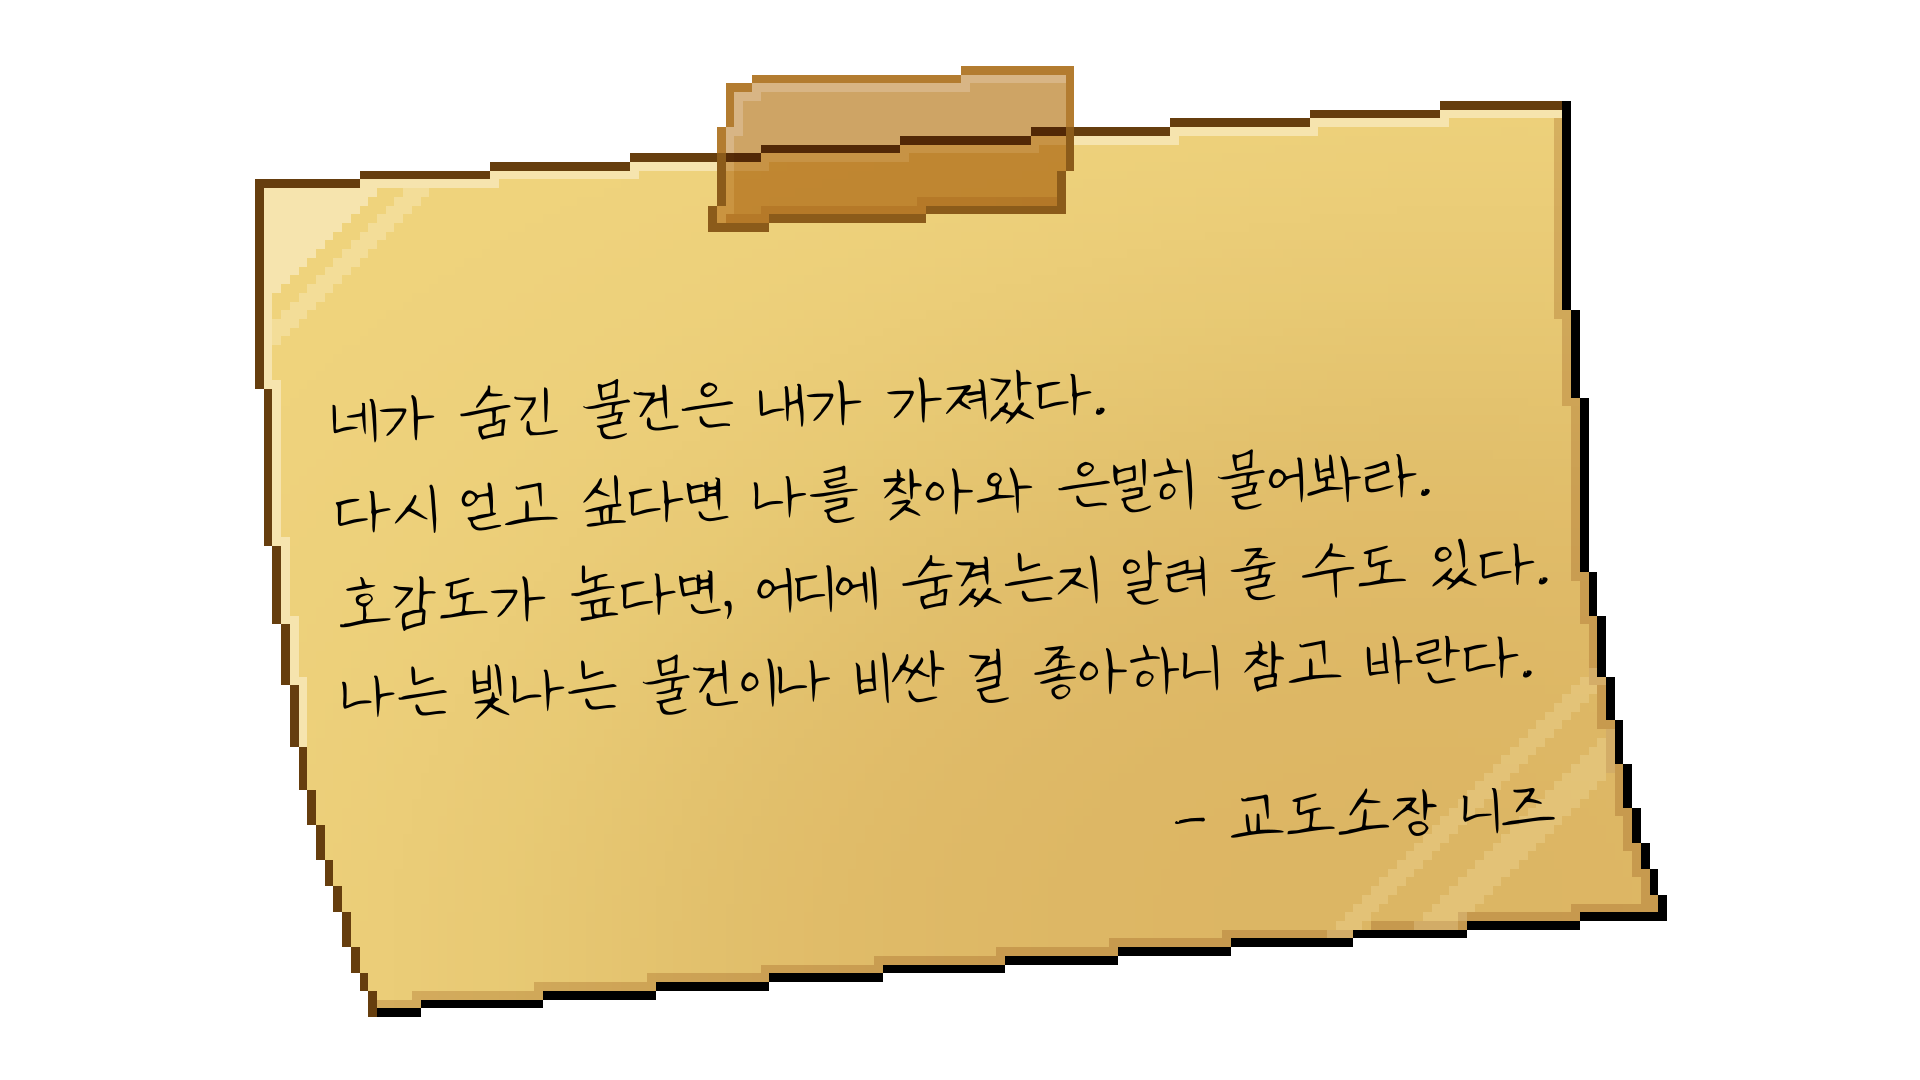 네가 숨긴 물건은 내가 가져갔다.
다시 얻고 싶다면 나를 찾아와 은밀히 물어봐라.
호감도가 높다면, 어디에 숨겼는지 알려 줄 수도 있다.
나는 빛나는 물건이나 비싼 걸 좋아하니 참고 바란다.
- 교도소장 니즈